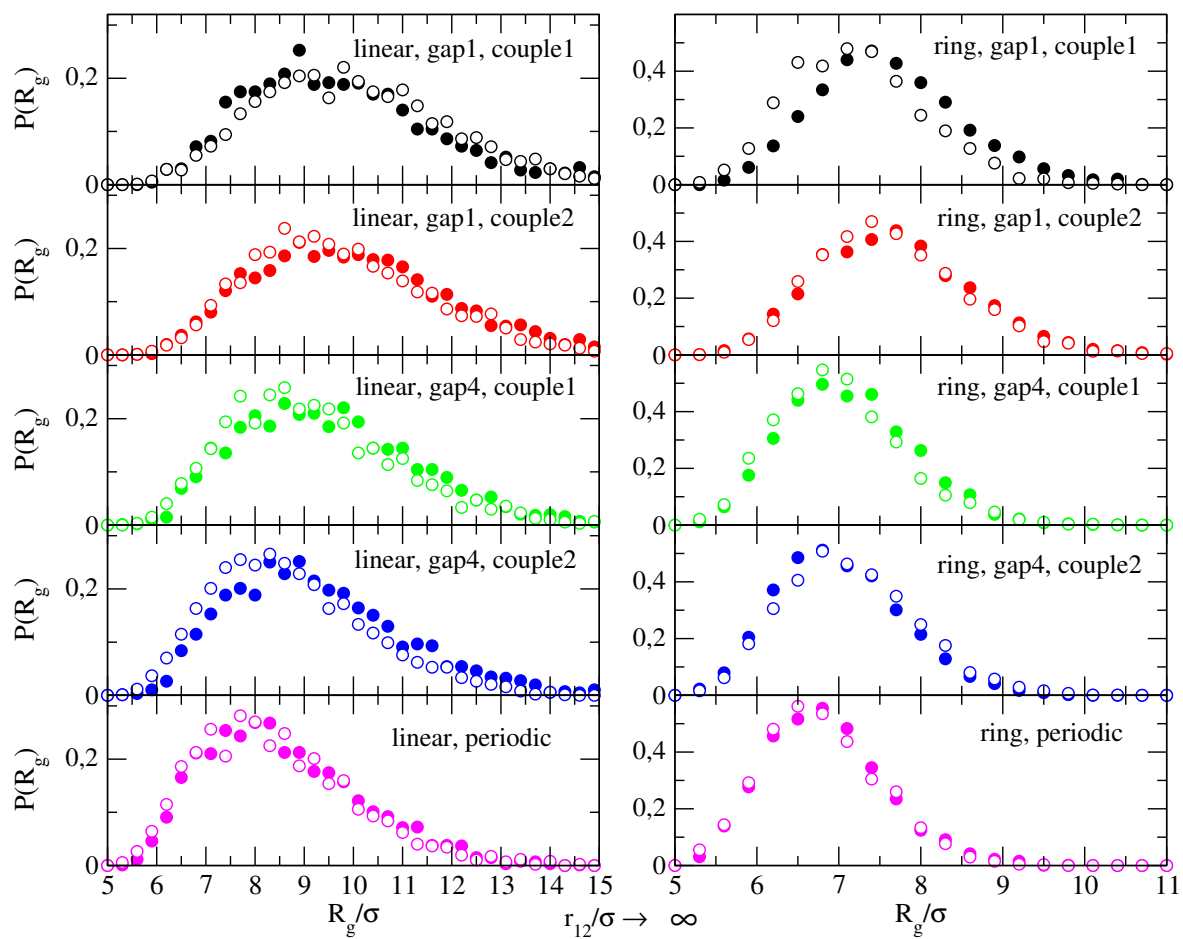 linear, gap1, couple1
ring, gap1, couple1
P(R_g)
0,2
0
0,4
0,2
0
linear, gap1, couple2
ring, gap1, couple2
P(R_g)
0,2
0
0,4
0,2
0
linear, gap4, couple1
ring, gap4, couple1
P(R_g)
0,2
0
0,4
0,2
0
linear, gap4, couple2
ring, gap4, couple2
P(R_g)
0,2
0
0,4
0,2
0
linear, periodic
ring, periodic
P(R_g)
0,2
0
0,4
0,2
0
5 6 7 8 9 10 11 12 13 14 15
5 6 7 8 9 10 11
R_g/σ
r_12/σ → ∞
R_g/σ